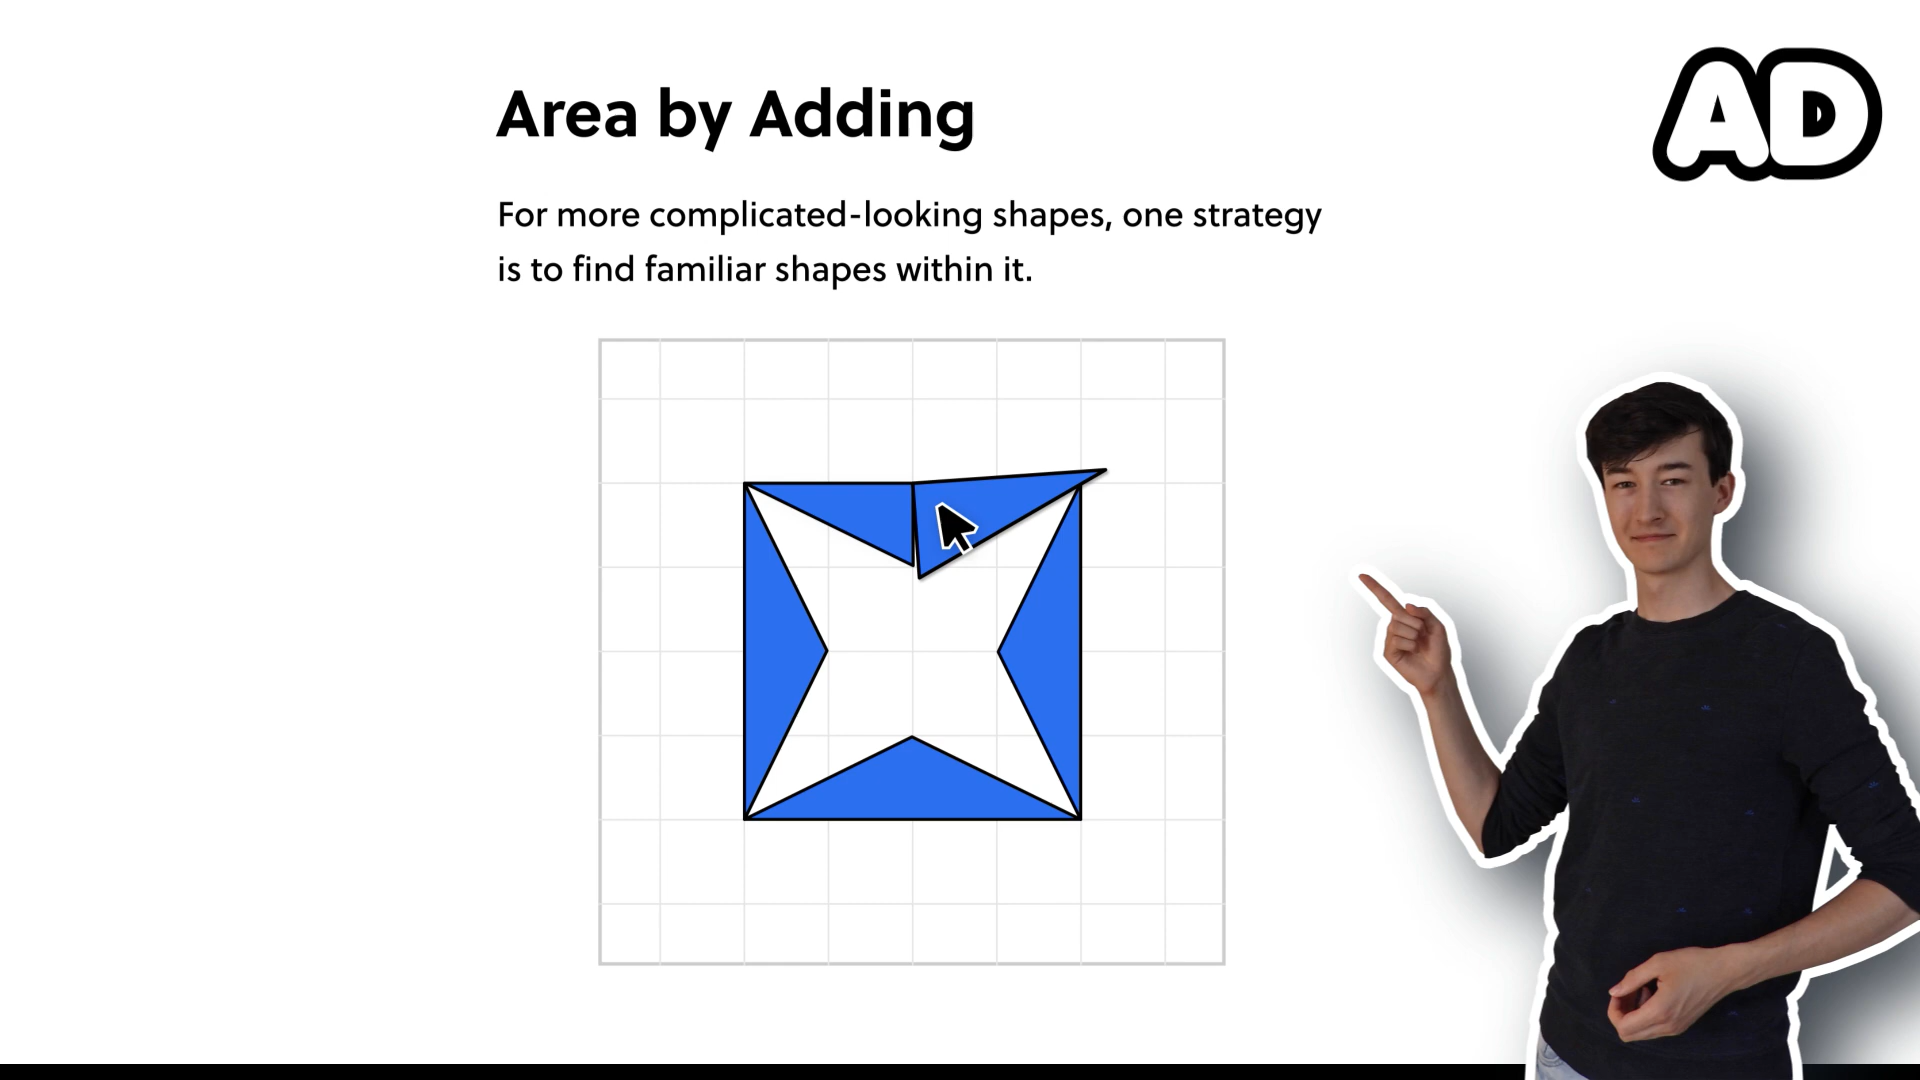 Area by Adding
AD
For more complicated-looking shapes, one strategy
is to find familiar shapes within it.